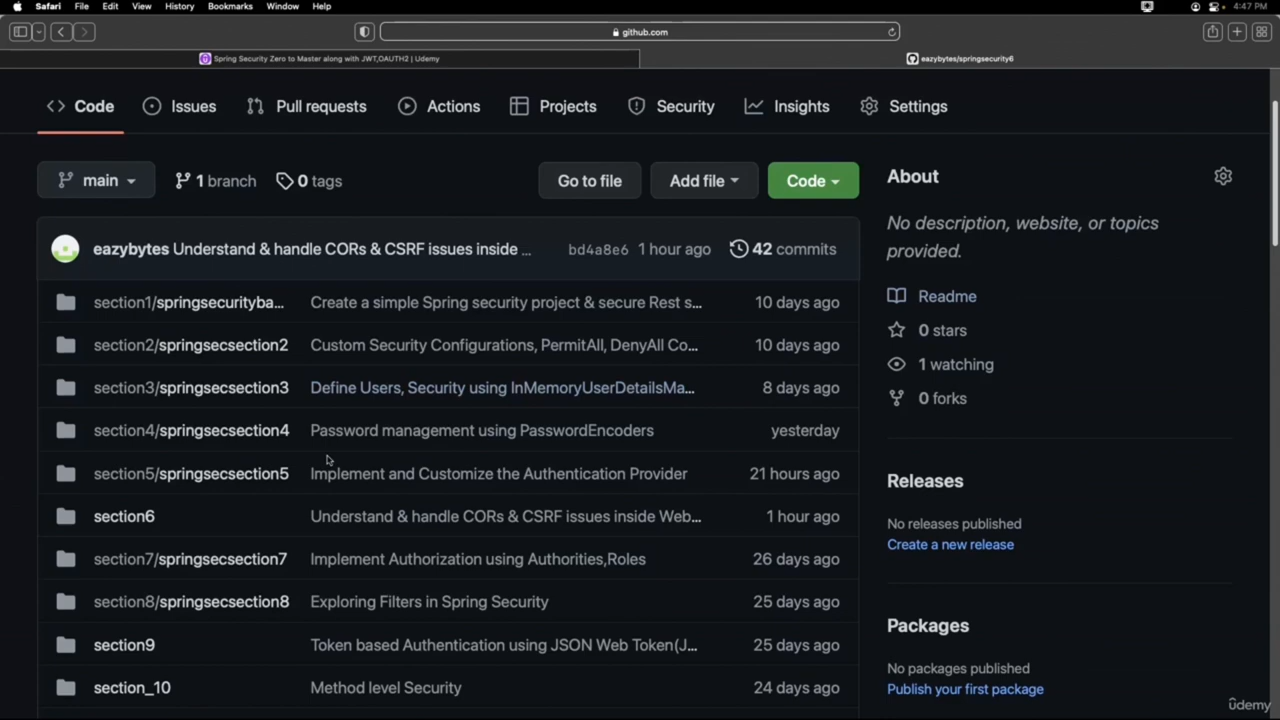 Safari File Edit View History Bookmarks Window Help 4:47 PM
github.com
Spring Security Zero to Master along with JWT,OAUTH2 | Udemy
eazybytes/springsecurity6
Code Issues Pull requests Actions Projects Security Insights Settings
main 1 branch 0 tags Go to file Add file Code
eazybytes Understand & handle CORs & CSRF issues inside ... bd4a8e6 1 hour ago 42 commits
section1/springsecurityba... Create a simple Spring security project & secure Rest s... 10 days ago
section2/springsecsection2 Custom Security Configurations, PermitAll, DenyAll Co... 10 days ago
section3/springsecsection3 Define Users, Security using InMemoryUserDetailsMa... 8 days ago
section4/springsecsection4 Password management using PasswordEncoders yesterday
section5/springsecsection5 Implement and Customize the Authentication Provider 21 hours ago
section6 Understand & handle CORs & CSRF issues inside Web... 1 hour ago
section7/springsecsection7 Implement Authorization using Authorities,Roles 26 days ago
section8/springsecsection8 Exploring Filters in Spring Security 25 days ago
section9 Token based Authentication using JSON Web Token(J... 25 days ago
section_10 Method level Security 24 days ago
About
No description, website, or topics
provided.
Readme
0 stars
1 watching
0 forks
Releases
No releases published
Create a new release
Packages
No packages published
Publish your first package
udemy